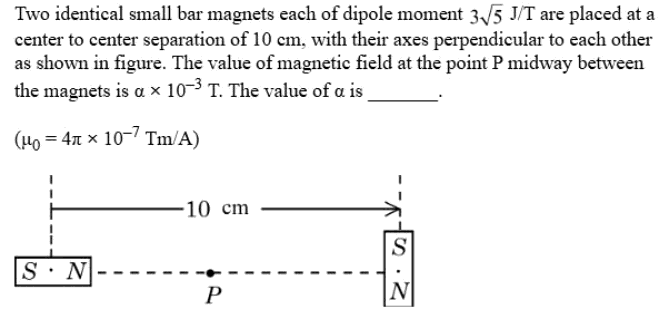 Two identical small bar magnets each of dipole moment 3√5 J/T are placed at a
center to center separation of 10 cm, with their axes perpendicular to each other
as shown in figure. The value of magnetic field at the point P midway between
the magnets is α × 10⁻³ T. The value of α is ________.
(μ₀ = 4π × 10⁻⁷ Tm/A)
10 cm
S · N
P
S
·
N